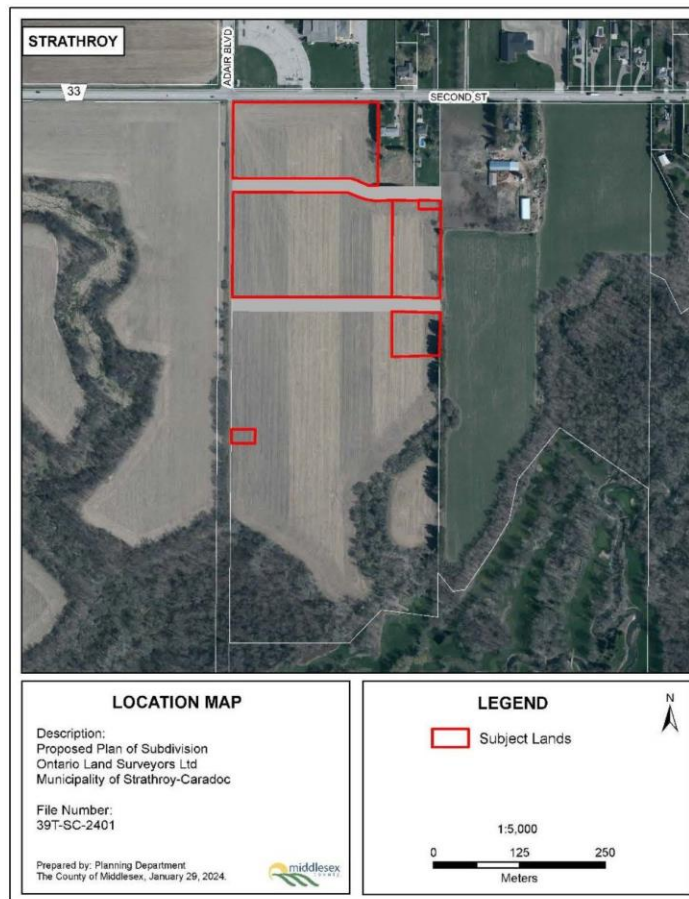 STRATHROY
ADAIR BLVD
33
SECOND ST
LOCATION MAP
Description:
Proposed Plan of Subdivision
Ontario Land Surveyors Ltd
Municipality of Strathroy-Caradoc
File Number:
39T-SC-2401
Prepared by: Planning Department
The County of Middlesex, January 29, 2024.
middlesex
county
LEGEND
N
Subject Lands
1:5,000
0 125 250
Meters